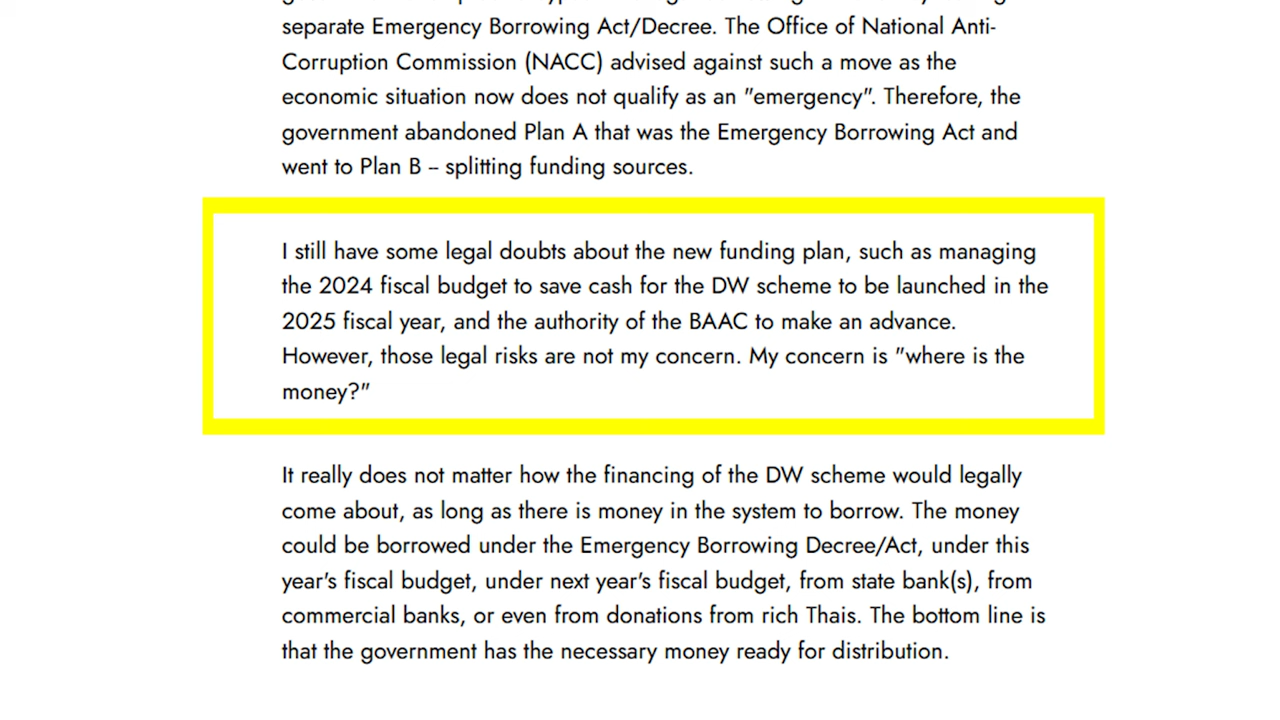 separate Emergency Borrowing Act/Decree. The Office of National Anti-
Corruption Commission (NACC) advised against such a move as the
economic situation now does not qualify as an "emergency". Therefore, the
government abandoned Plan A that was the Emergency Borrowing Act and
went to Plan B – splitting funding sources.
I still have some legal doubts about the new funding plan, such as managing
the 2024 fiscal budget to save cash for the DW scheme to be launched in the
2025 fiscal year, and the authority of the BAAC to make an advance.
However, those legal risks are not my concern. My concern is "where is the
money?"
It really does not matter how the financing of the DW scheme would legally
come about, as long as there is money in the system to borrow. The money
could be borrowed under the Emergency Borrowing Decree/Act, under this
year's fiscal budget, under next year's fiscal budget, from state bank(s), from
commercial banks, or even from donations from rich Thais. The bottom line is
that the government has the necessary money ready for distribution.